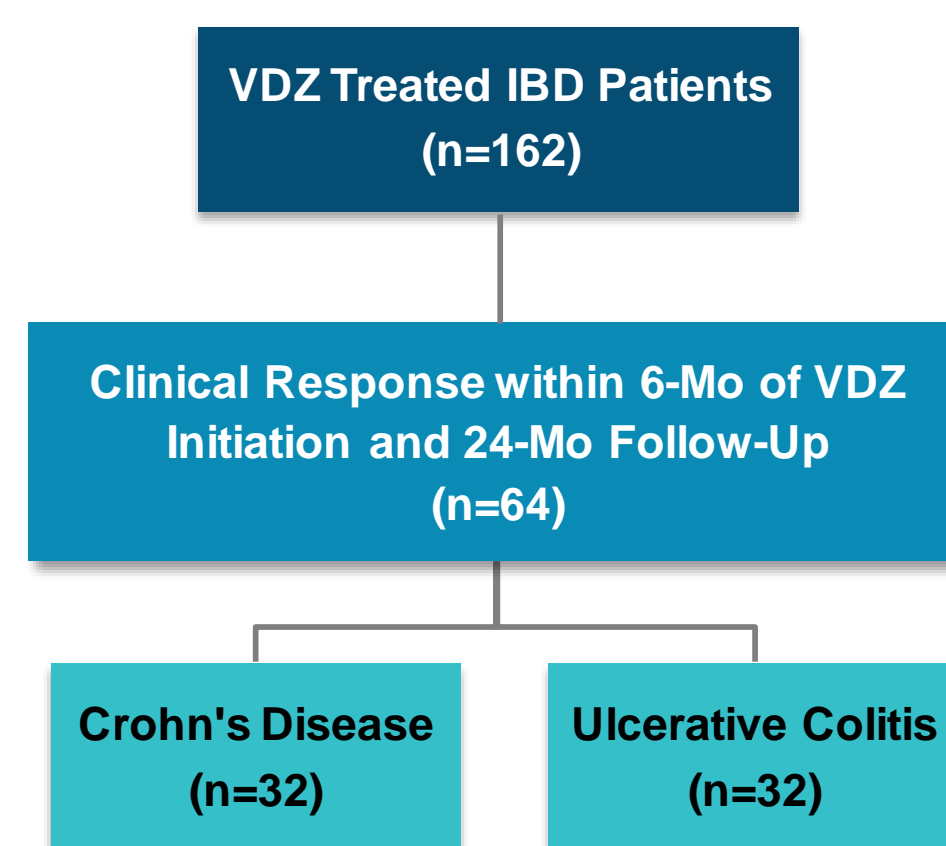 VDZ Treated IBD Patients
(n=162)
Clinical Response within 6-Mo of VDZ
Initiation and 24-Mo Follow-Up
(n=64)
Crohn's Disease
(n=32)
Ulcerative Colitis
(n=32)